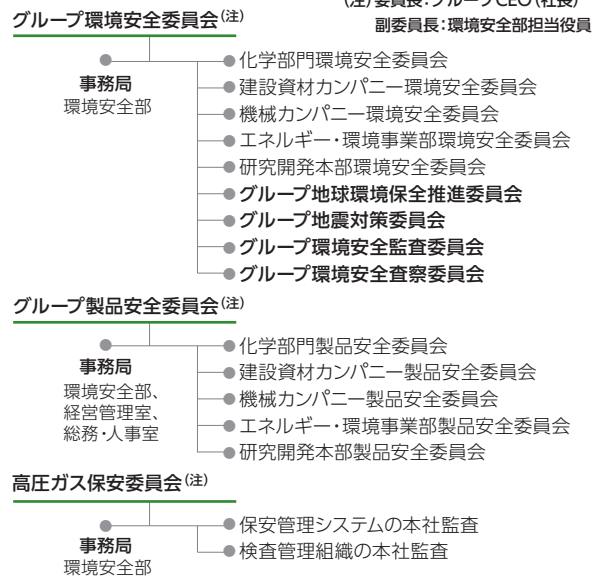 (注)委員長:グループCEO(社長)
副委員長:環境安全部担当役員
グループ環境安全委員会(注)
事務局
環境安全部
化学部門環境安全委員会
建設資材カンパニー環境安全委員会
機械カンパニー環境安全委員会
エネルギー・環境事業部環境安全委員会
研究開発本部環境安全委員会
グループ地球環境保全推進委員会
グループ地震対策委員会
グループ環境安全監査委員会
グループ環境安全査察委員会
グループ製品安全委員会(注)
事務局
環境安全部、
経営管理室、
総務・人事室
化学部門製品安全委員会
建設資材カンパニー製品安全委員会
機械カンパニー製品安全委員会
エネルギー・環境事業部製品安全委員会
研究開発本部製品安全委員会
高圧ガス保安委員会(注)
事務局
環境安全部
保安管理システムの本社監査
検査管理組織の本社監査